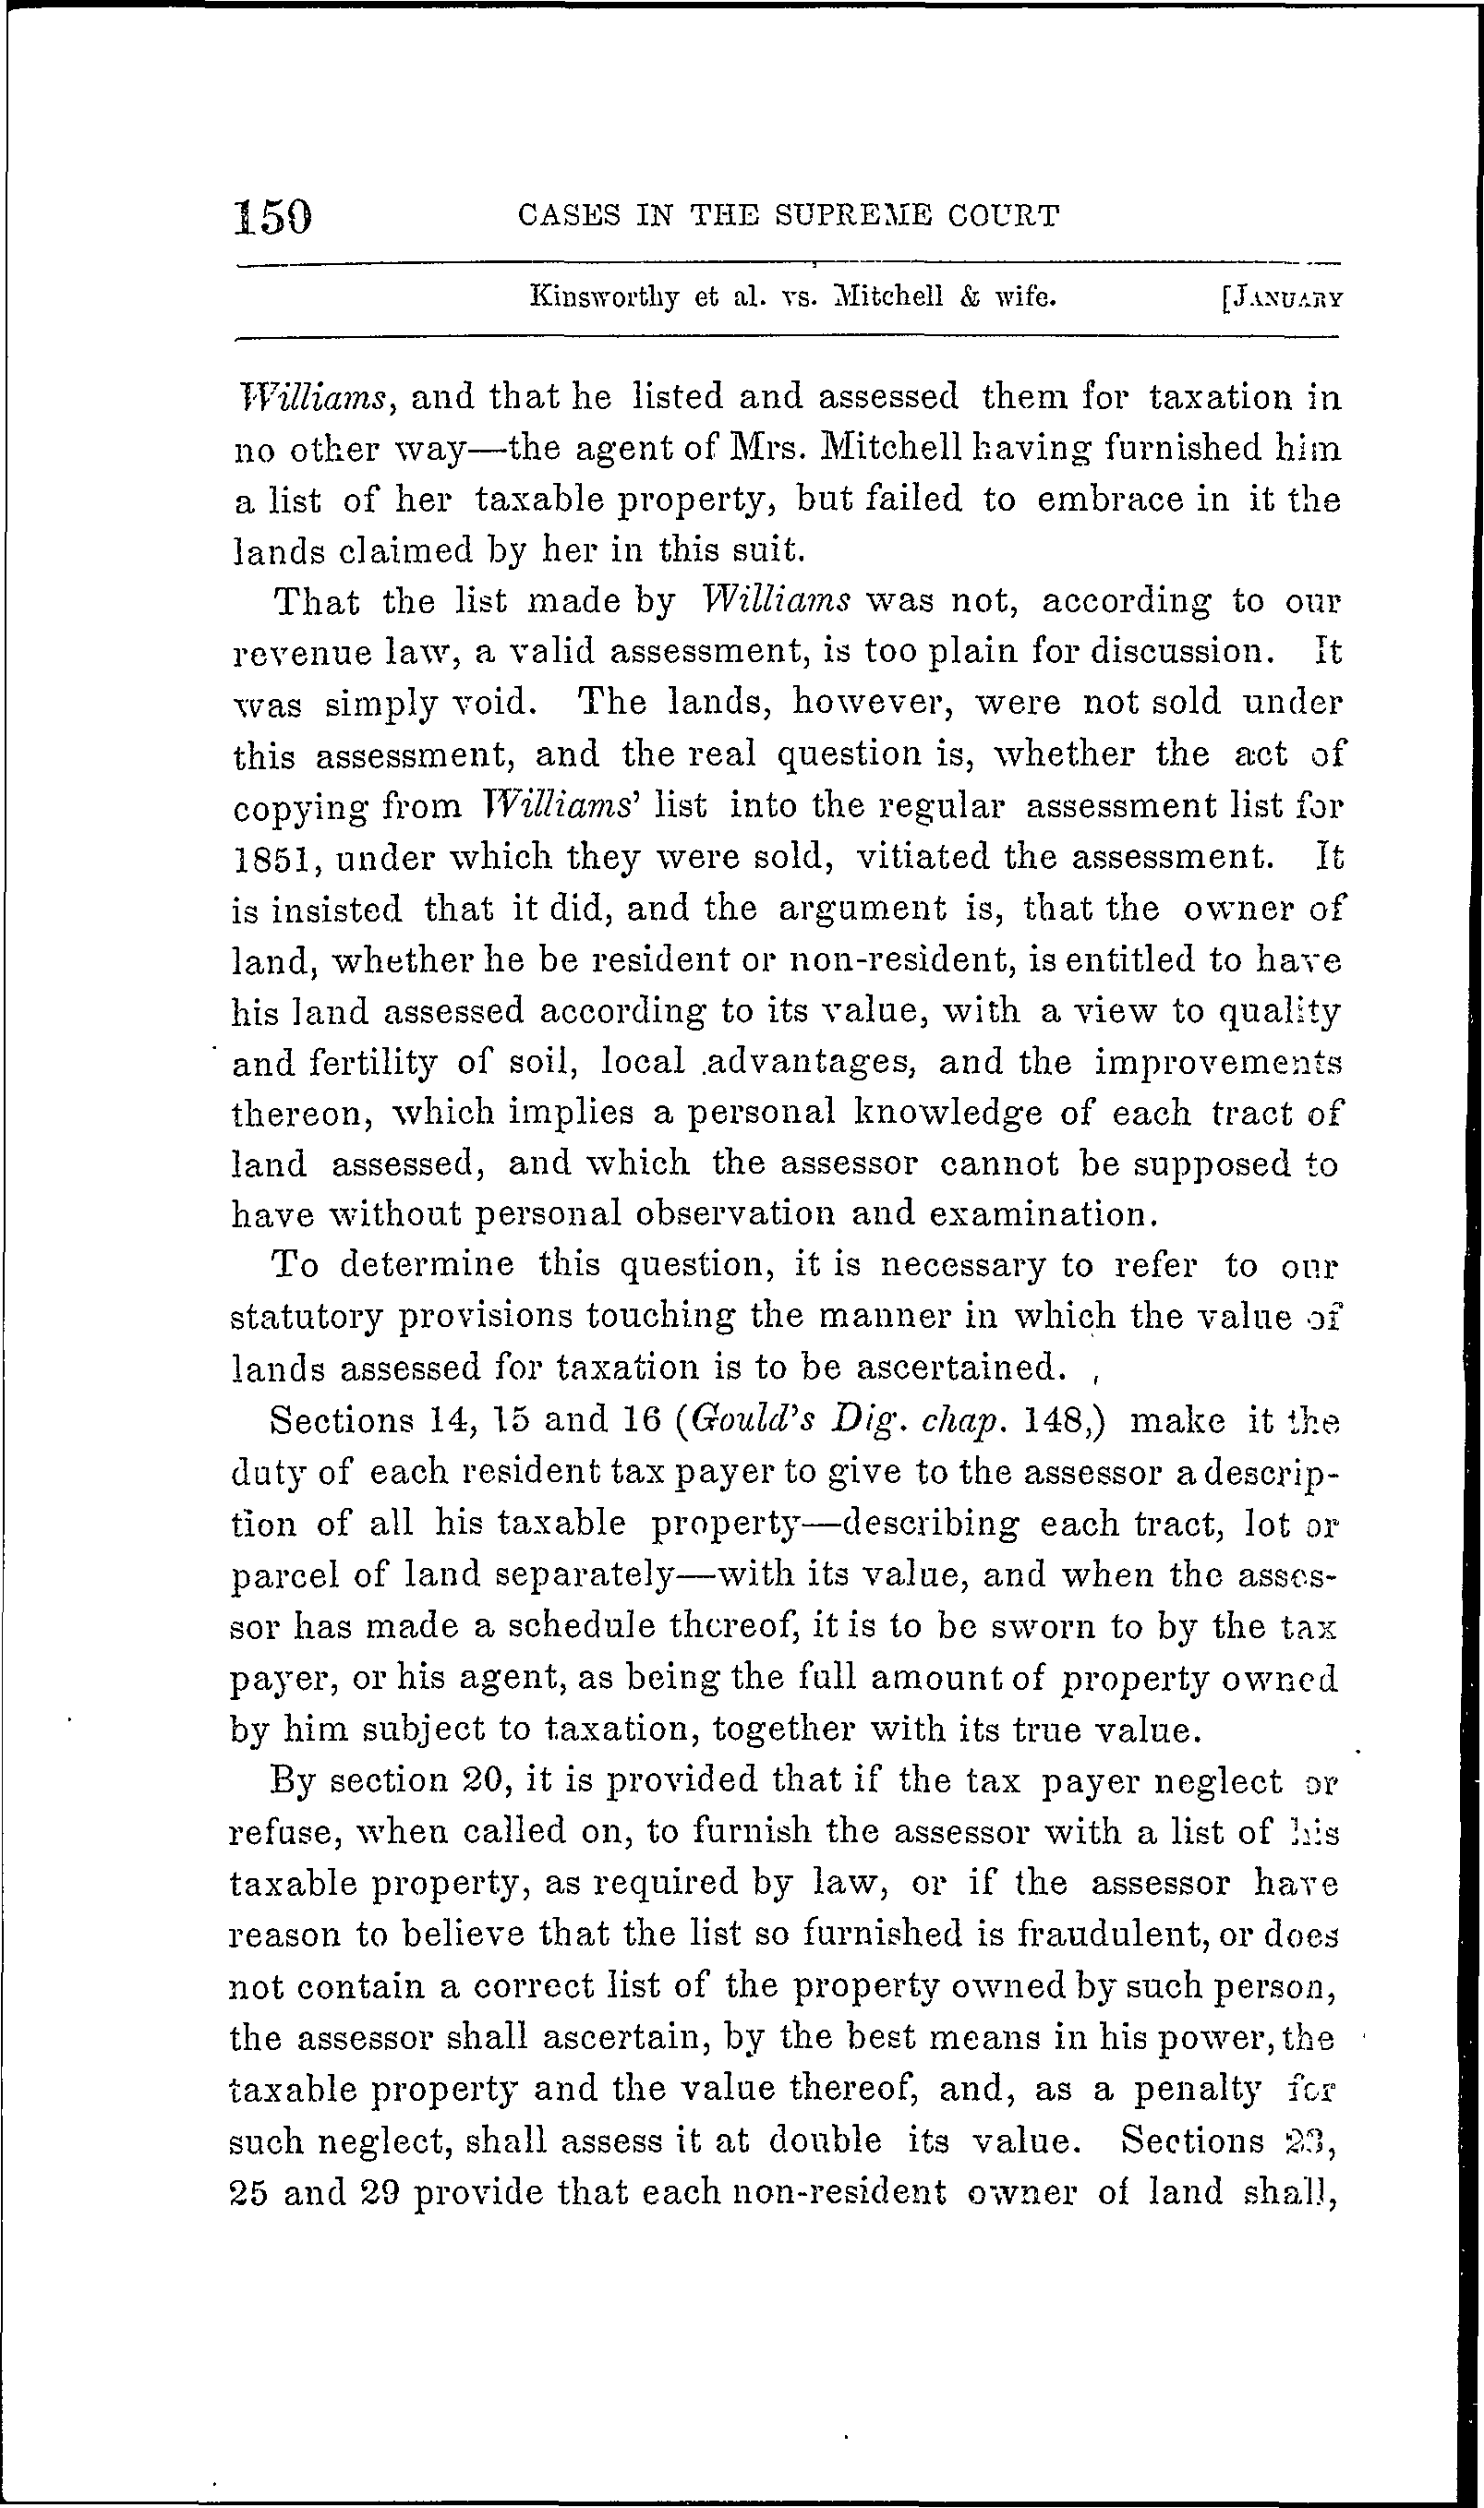 150 CASES IN THE SUPREME COURT
Kinsworthy et al. vs. Mitchell & wife. [JANUARY
Williams, and that he listed and assessed them for taxation in
no other way—the agent of Mrs. Mitchell having furnished him
a list of her taxable property, but failed to embrace in it the
lands claimed by her in this suit.
That the list made by Williams was not, according to our
revenue law, a valid assessment, is too plain for discussion. It
was simply void. The lands, however, were not sold under
this assessment, and the real question is, whether the act of
copying from Williams' list into the regular assessment list for
1851, under which they were sold, vitiated the assessment. It
is insisted that it did, and the argument is, that the owner of
land, whether he be resident or non-resident, is entitled to have
his land assessed according to its value, with a view to quality
and fertility of soil, local advantages, and the improvements
thereon, which implies a personal knowledge of each tract of
land assessed, and which the assessor cannot be supposed to
have without personal observation and examination.
To determine this question, it is necessary to refer to our
statutory provisions touching the manner in which the value of
lands assessed for taxation is to be ascertained.
Sections 14, 15 and 16 (Gould's Dig. chap. 148,) make it the
duty of each resident tax payer to give to the assessor a descrip-
tion of all his taxable property—describing each tract, lot or
parcel of land separately—with its value, and when the asses-
sor has made a schedule thereof, it is to be sworn to by the tax
payer, or his agent, as being the full amount of property owned
by him subject to taxation, together with its true value.
By section 20, it is provided that if the tax payer neglect or
refuse, when called on, to furnish the assessor with a list of his
taxable property, as required by law, or if the assessor have
reason to believe that the list so furnished is fraudulent, or does
not contain a correct list of the property owned by such person,
the assessor shall ascertain, by the best means in his power, the
taxable property and the value thereof, and, as a penalty for
such neglect, shall assess it at double its value. Sections 23,
25 and 29 provide that each non-resident owner of land shall,